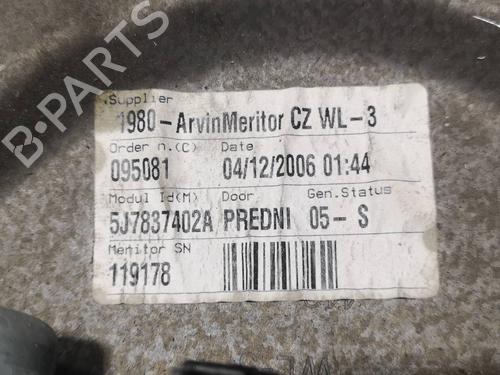 Supplier
1980-ArvinMeritor CZ WL-3
Order n.(C) Date
095081 04/12/2006 01:44
Modul Id(M) Door Gen.Status
5J7837402A PREDNI 05- S
Meritor SN
119178